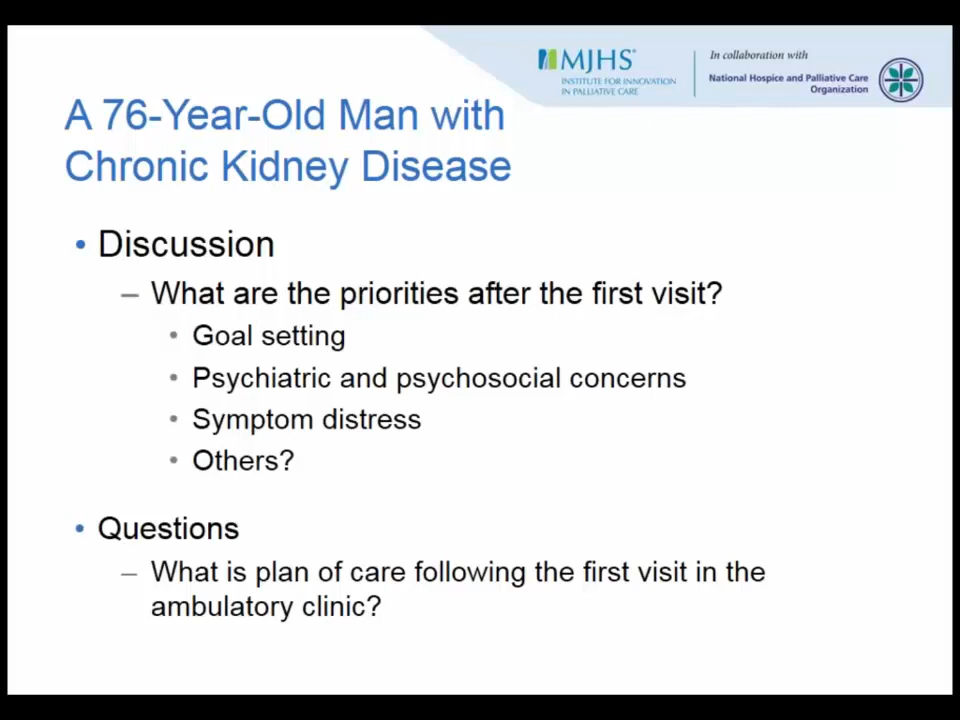 MJHS
INSTITUTE FOR INNOVATION
IN PALLIATIVE CARE
In collaboration with
National Hospice and Palliative Care
Organization
A 76-Year-Old Man with
Chronic Kidney Disease
• Discussion
– What are the priorities after the first visit?
• Goal setting
• Psychiatric and psychosocial concerns
• Symptom distress
• Others?
• Questions
– What is plan of care following the first visit in the
ambulatory clinic?